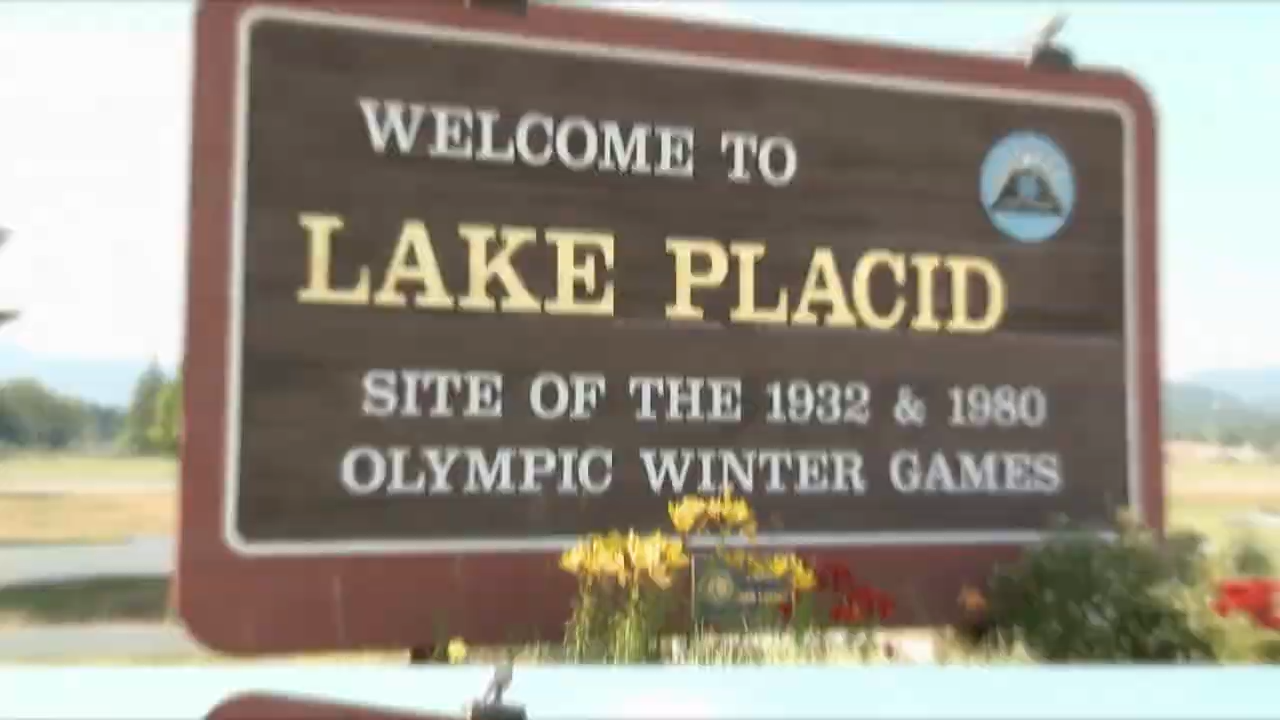 WELCOME TO
LAKE PLACID
SITE OF THE 1932 & 1980
OLYMPIC WINTER GAMES